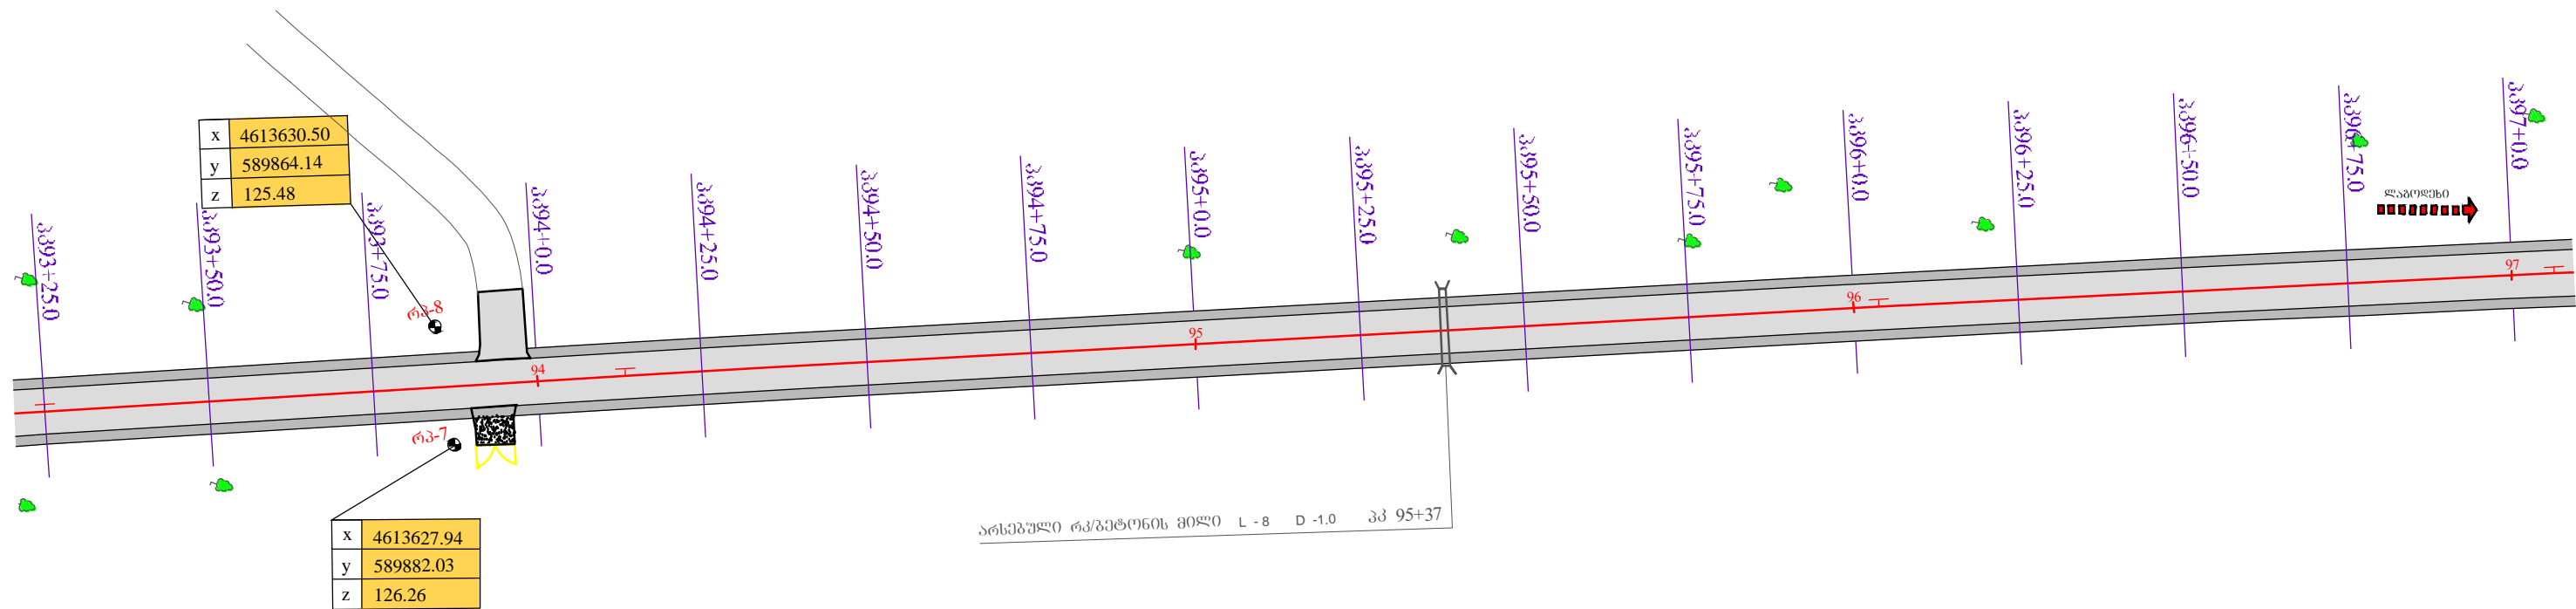 x 4613630.50
y 589864.14
z 125.48
პკ93+25.0
პკ93+50.0
პკ93+75.0
პკ94+0.0
პკ94+25.0
პკ94+50.0
პკ94+75.0
პკ95+0.0
პკ95+25.0
პკ95+50.0
პკ95+75.0
პკ96+0.0
პკ96+25.0
პკ96+50.0
პკ96+75.0
პკ97+0.0
ლაგოდეხი
რპ-8
94
95
96
97
რპ-7
არსებული რკ/ბეტონის მილი L - 8 D -1.0 პკ 95+37
x 4613627.94
y 589882.03
z 126.26